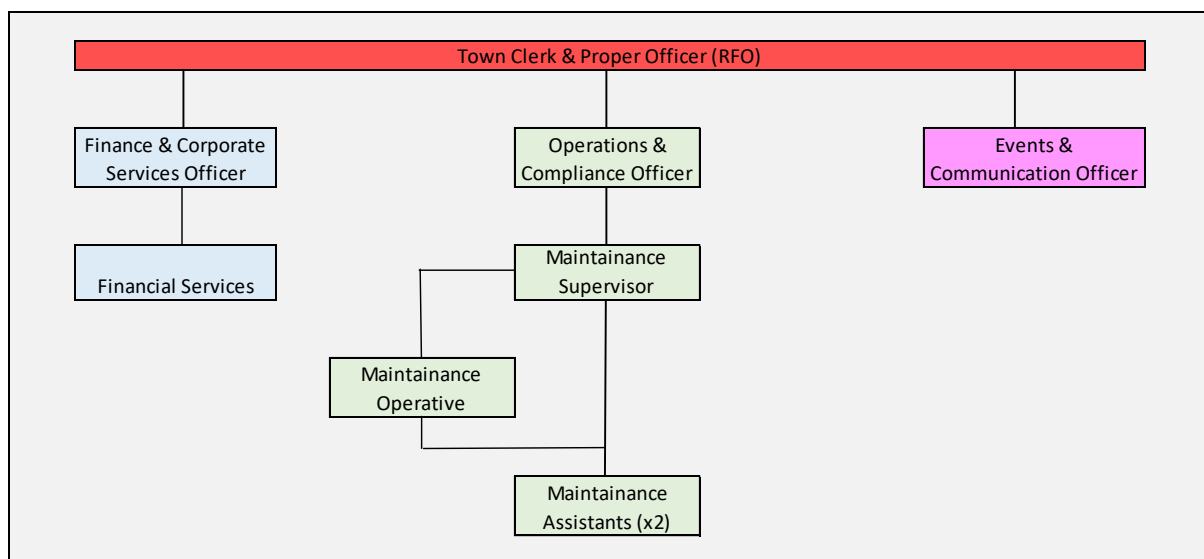 Town Clerk & Proper Officer (RFO)
Finance & Corporate
Services Officer
Operations &
Compliance Officer
Events &
Communication Officer
Financial Services
Maintainance
Supervisor
Maintainance
Operative
Maintainance
Assistants (x2)